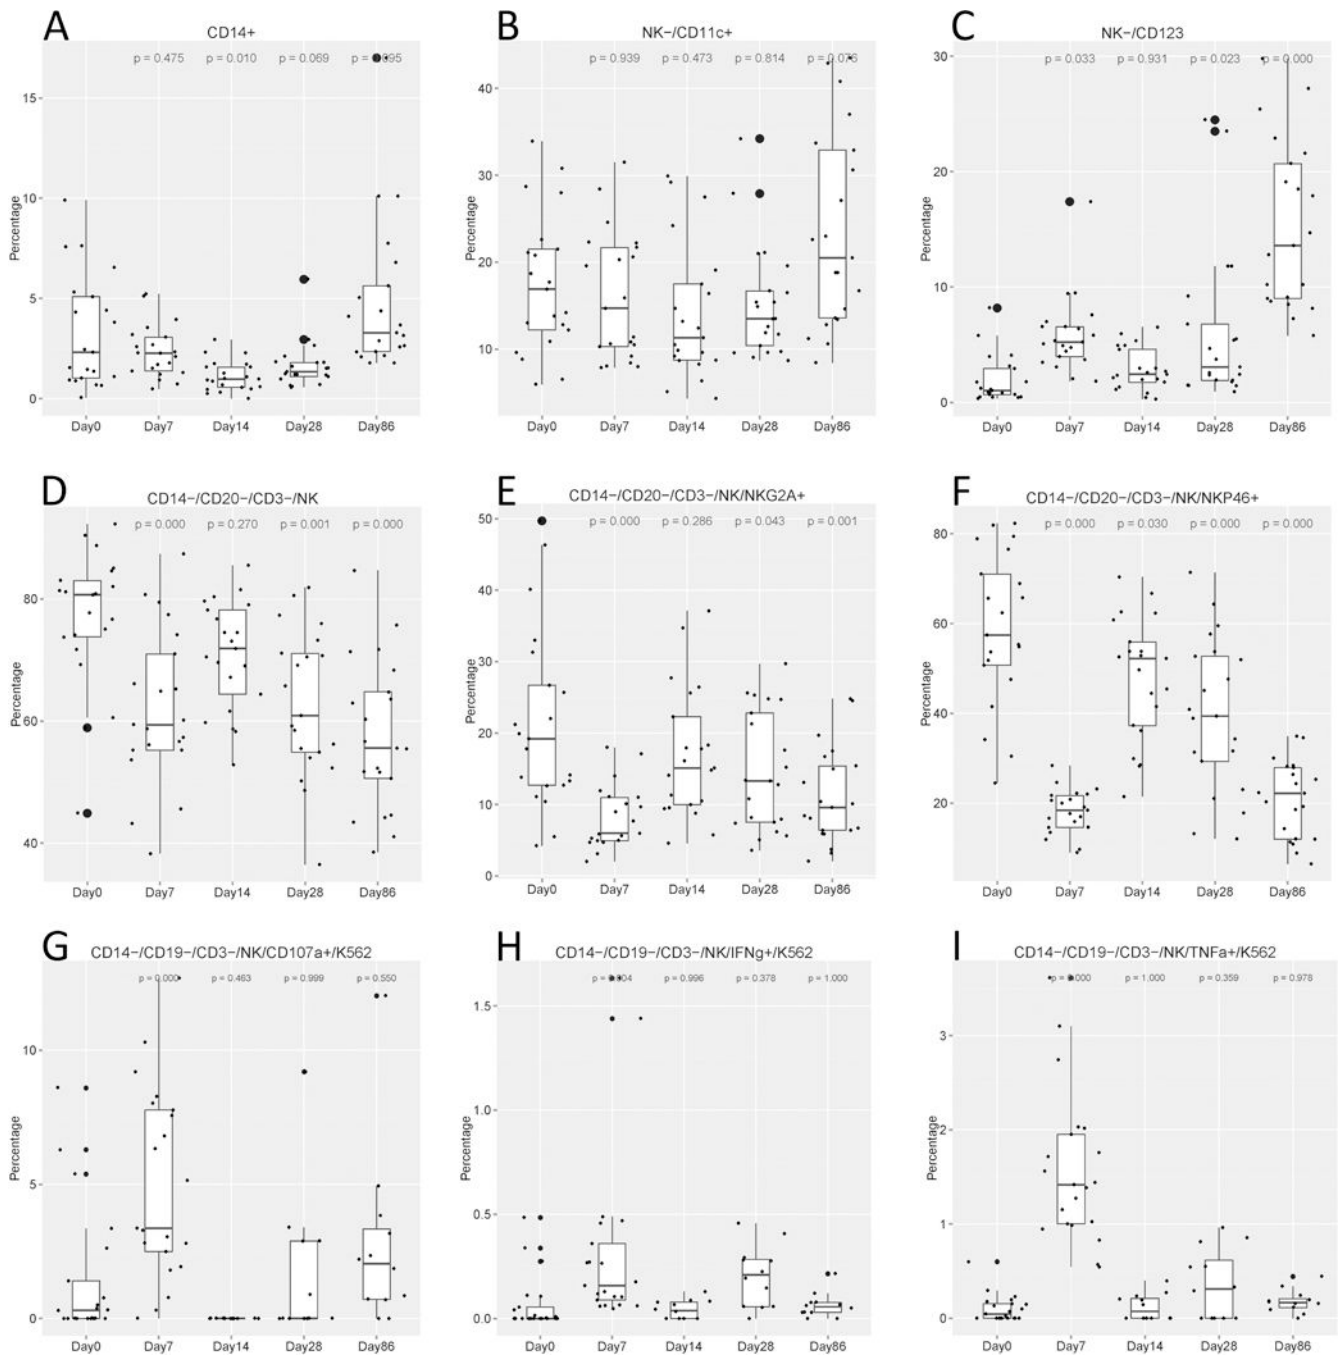 A
CD14+
p = 0.475 p = 0.010 p = 0.069
15
10
5
0
Percentage
Day0 Day7 Day14 Day28 Day86
B
NK−/CD11c+
p = 0.939 p = 0.473 p = 0.814 p = 0.076
40
30
20
10
Percentage
Day0 Day7 Day14 Day28 Day86
C
NK−/CD123
p = 0.033 p = 0.931 p = 0.023 p = 0.000
30
20
10
0
Percentage
Day0 Day7 Day14 Day28 Day86
D
CD14−/CD20−/CD3−/NK
p = 0.000 p = 0.270 p = 0.001 p = 0.000
80
60
40
Percentage
Day0 Day7 Day14 Day28 Day86
E
CD14−/CD20−/CD3−/NK/NKG2A+
p = 0.000 p = 0.286 p = 0.043 p = 0.001
50
40
30
20
10
0
Percentage
Day0 Day7 Day14 Day28 Day86
F
CD14−/CD20−/CD3−/NK/NKP46+
p = 0.000 p = 0.030 p = 0.000 p = 0.000
80
60
40
20
Percentage
Day0 Day7 Day14 Day28 Day86
G
CD14−/CD19−/CD3−/NK/CD107a+/K562
p = 0.000 p = 0.463 p = 0.999 p = 0.550
10
5
0
Percentage
Day0 Day7 Day14 Day28 Day86
H
CD14−/CD19−/CD3−/NK/IFNg+/K562
p = 0.996 p = 0.378 p = 1.000
1.5
1.0
0.5
0.0
Percentage
Day0 Day7 Day14 Day28 Day86
I
CD14−/CD19−/CD3−/NK/TNFa+/K562
p = 1.000 p = 0.359 p = 0.978
3
2
1
0
Percentage
Day0 Day7 Day14 Day28 Day86